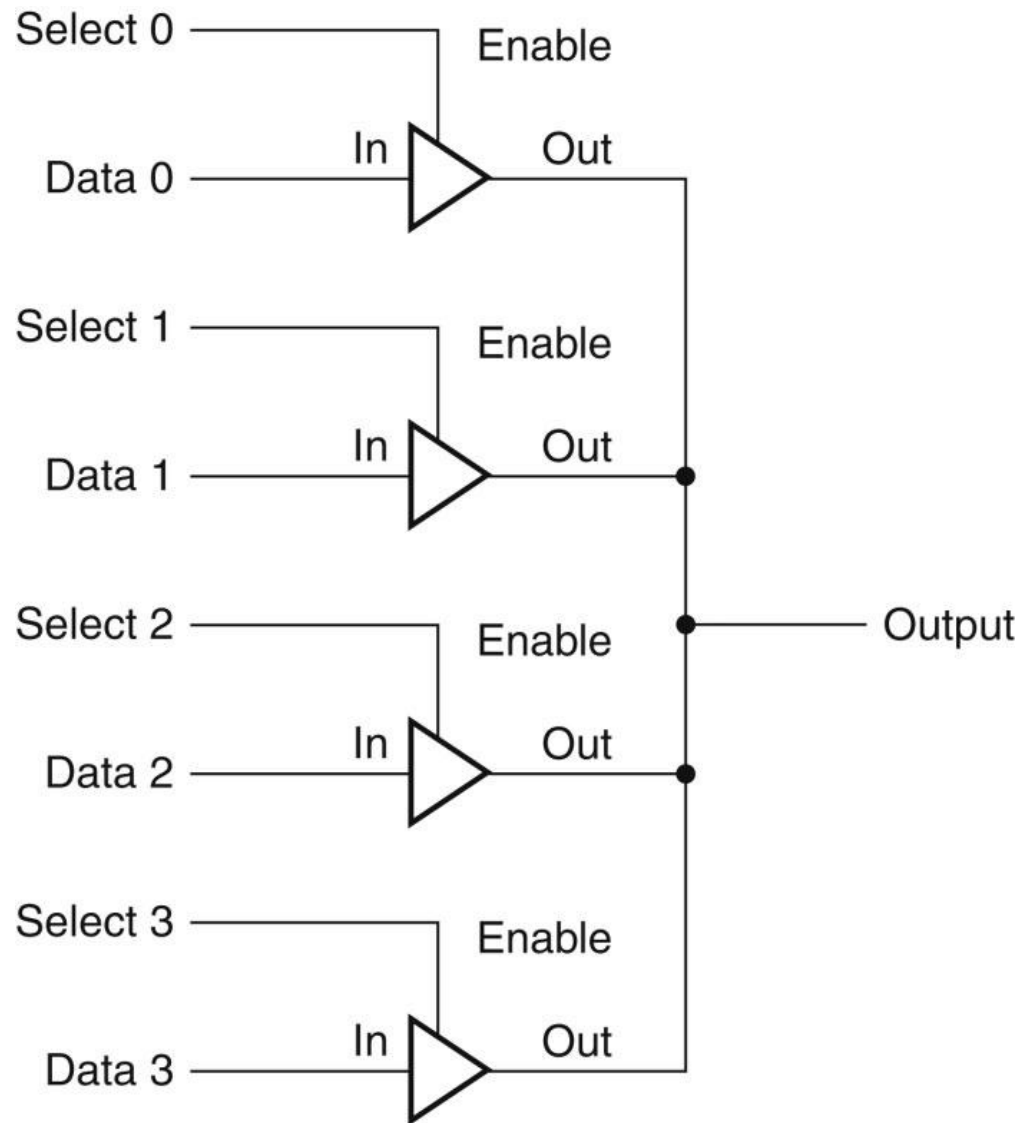 Select 0
Enable
In
Out
Data 0
Select 1
Enable
In
Out
Data 1
Select 2
Enable
Output
In
Out
Data 2
Select 3
Enable
In
Out
Data 3